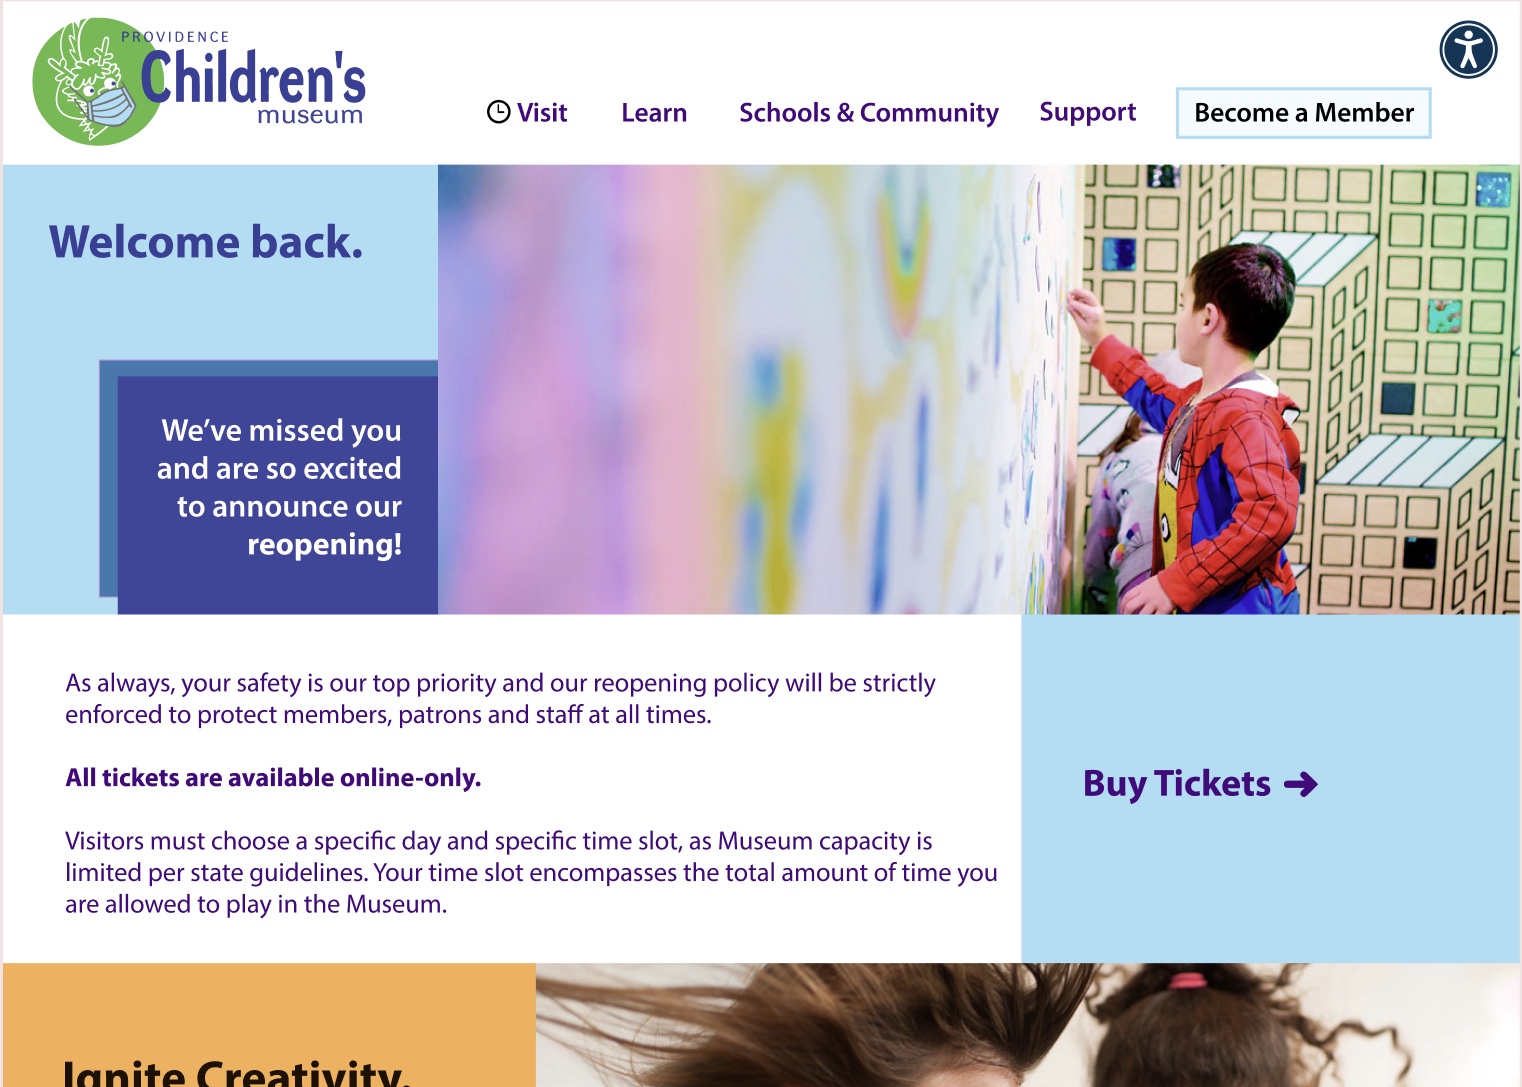 PROVIDENCE
Children's
museum
Visit
Learn
Schools & Community
Support
Become a Member
Welcome back.
We’ve missed you
and are so excited
to announce our
reopening!
As always, your safety is our top priority and our reopening policy will be strictly
enforced to protect members, patrons and staff at all times.
All tickets are available online-only.
Visitors must choose a specific day and specific time slot, as Museum capacity is
limited per state guidelines. Your time slot encompasses the total amount of time you
are allowed to play in the Museum.
Buy Tickets ➔
Ignite Creativity.